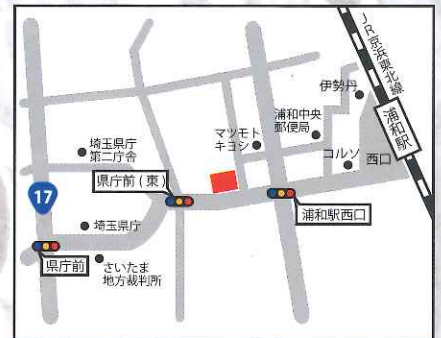 JR京浜東北線
伊勢丹
浦和駅
浦和中央
郵便局
マツモト
キヨシ
埼玉県庁
第二庁舎
コルソ
西口
県庁前(東)
17
浦和駅西口
埼玉県庁
県庁前
さいたま
地方裁判所